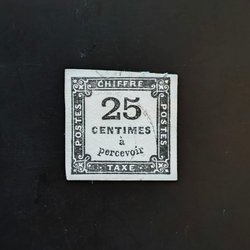 CHIFFRE
POSTES
25
CENTIMES
à
percevoir
POSTES
TAXE